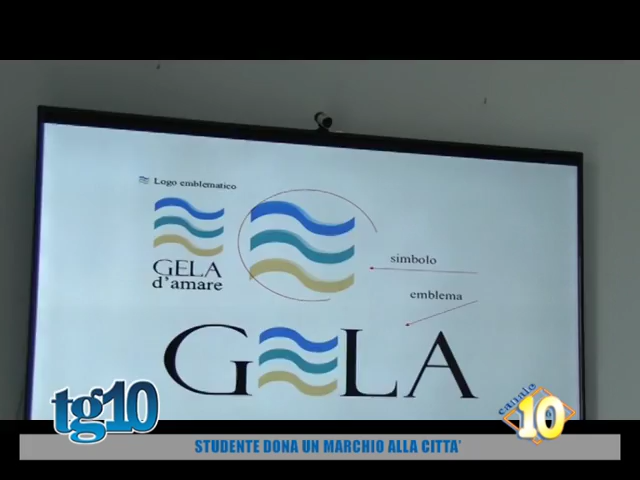 Logo emblematico
GELA
d'amare
simbolo
emblema
GELA
tg10
canale
10
STUDENTE DONA UN MARCHIO ALLA CITTA'